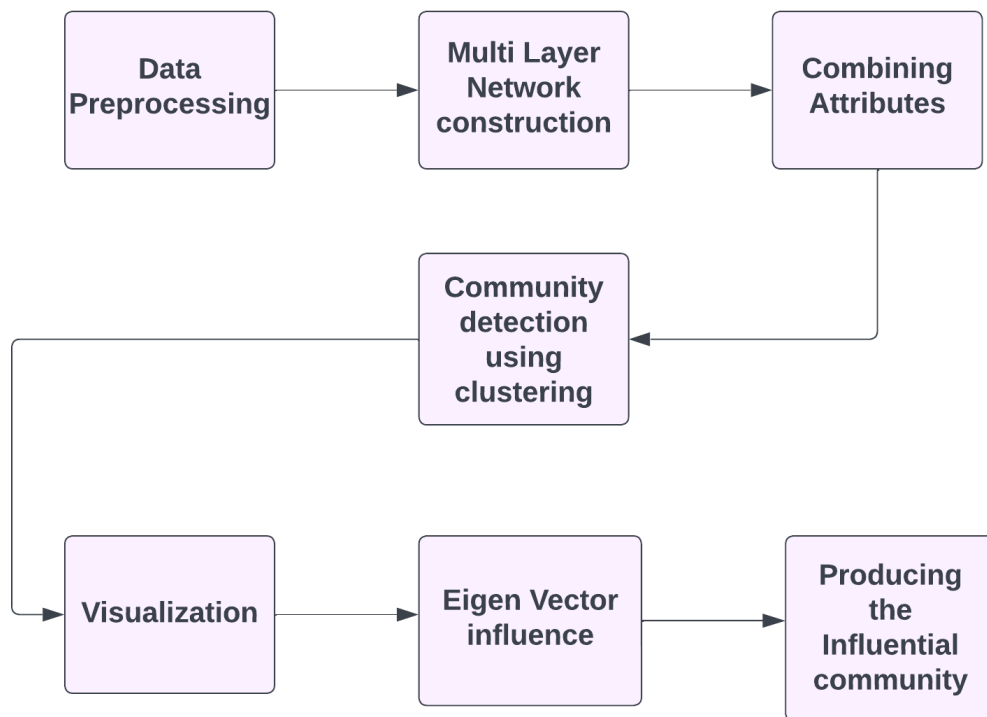 Data
Preprocessing
Multi Layer
Network
construction
Combining
Attributes
Community
detection
using
clustering
Visualization
Eigen Vector
influence
Producing
the
Influential
community